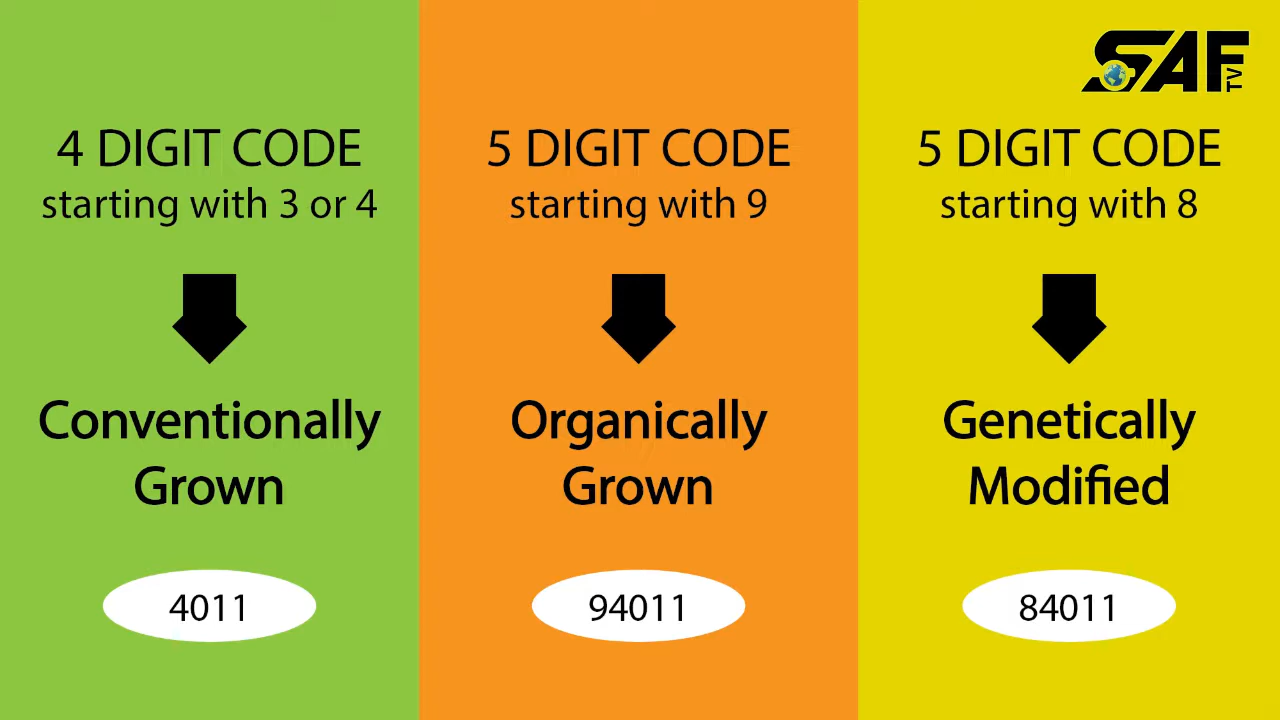 SAF TV
4 DIGIT CODE
starting with 3 or 4
Conventionally
Grown
4011
5 DIGIT CODE
starting with 9
Organically
Grown
94011
5 DIGIT CODE
starting with 8
Genetically
Modified
84011